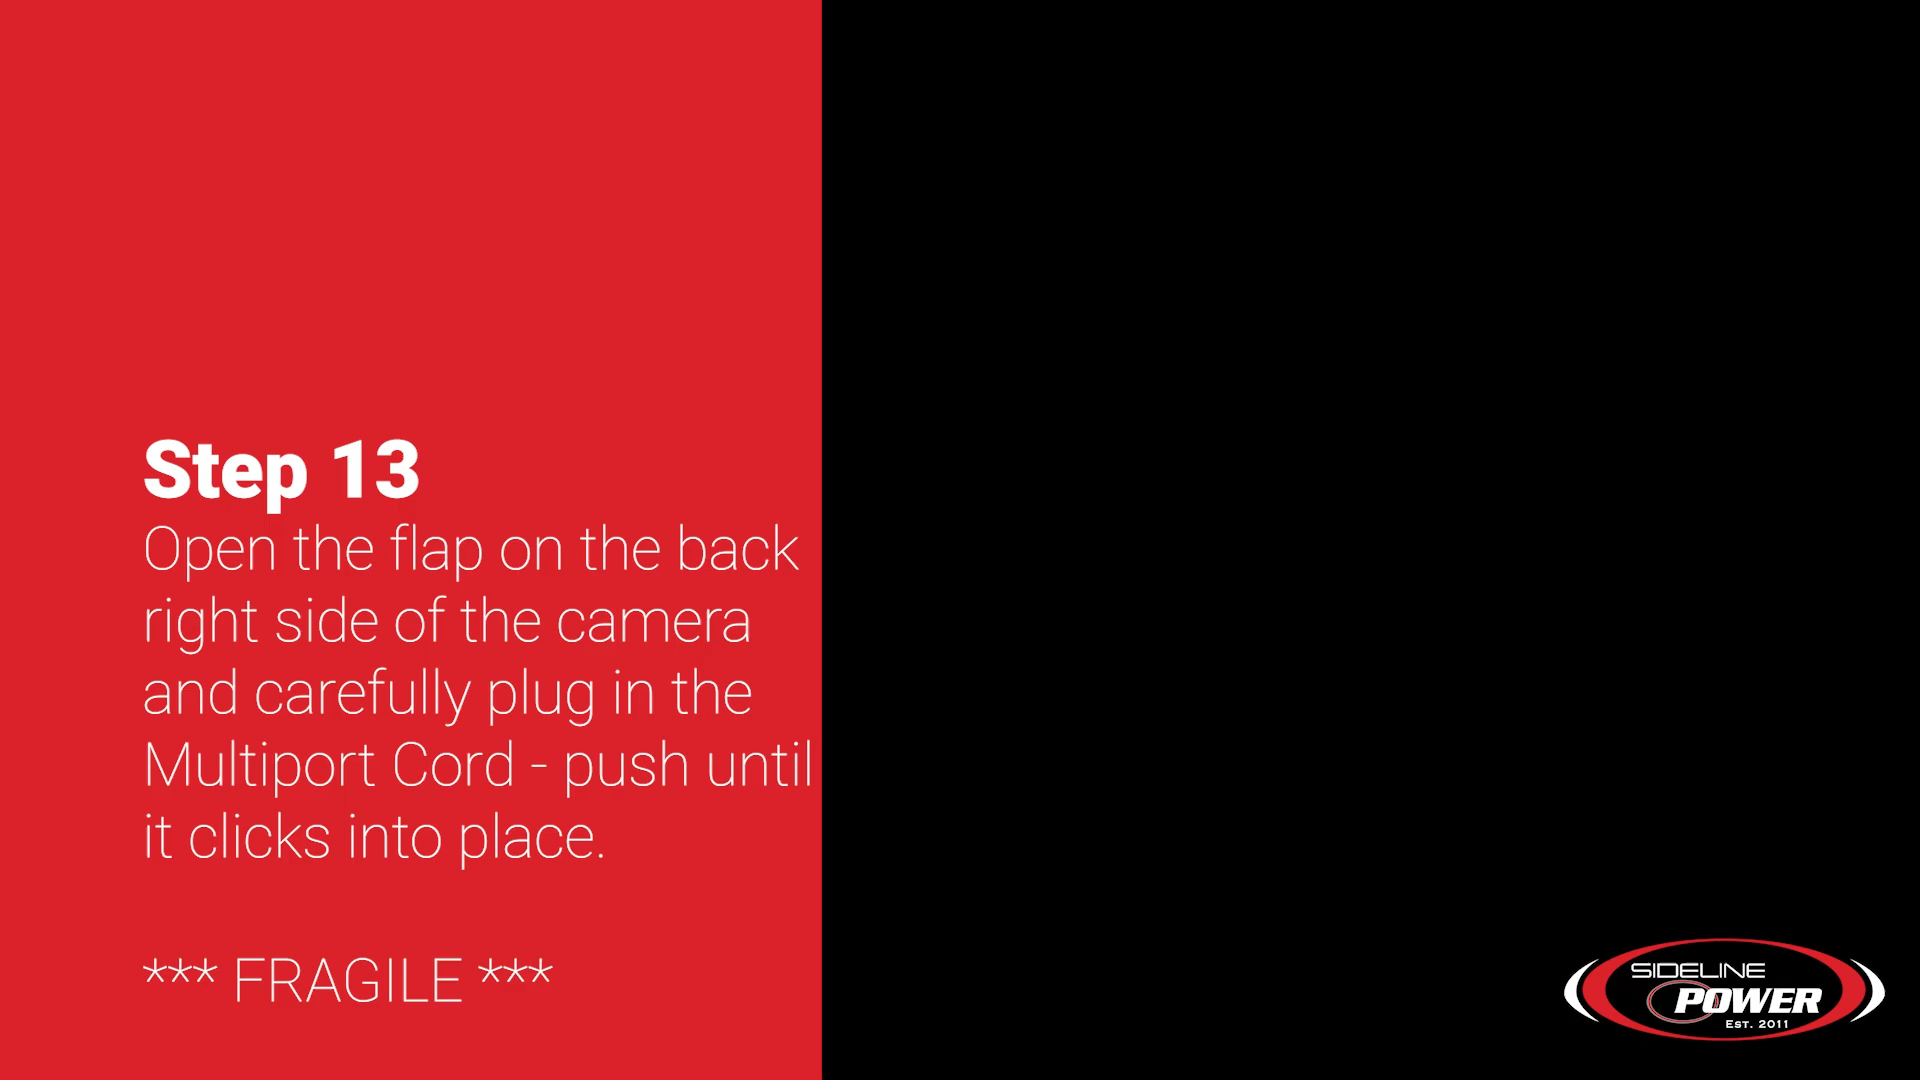 Step 13
Open the flap on the back
right side of the camera
and carefully plug in the
Multiport Cord - push until
it clicks into place.
*** FRAGILE ***
SIDELINE
POWER
EST. 2011